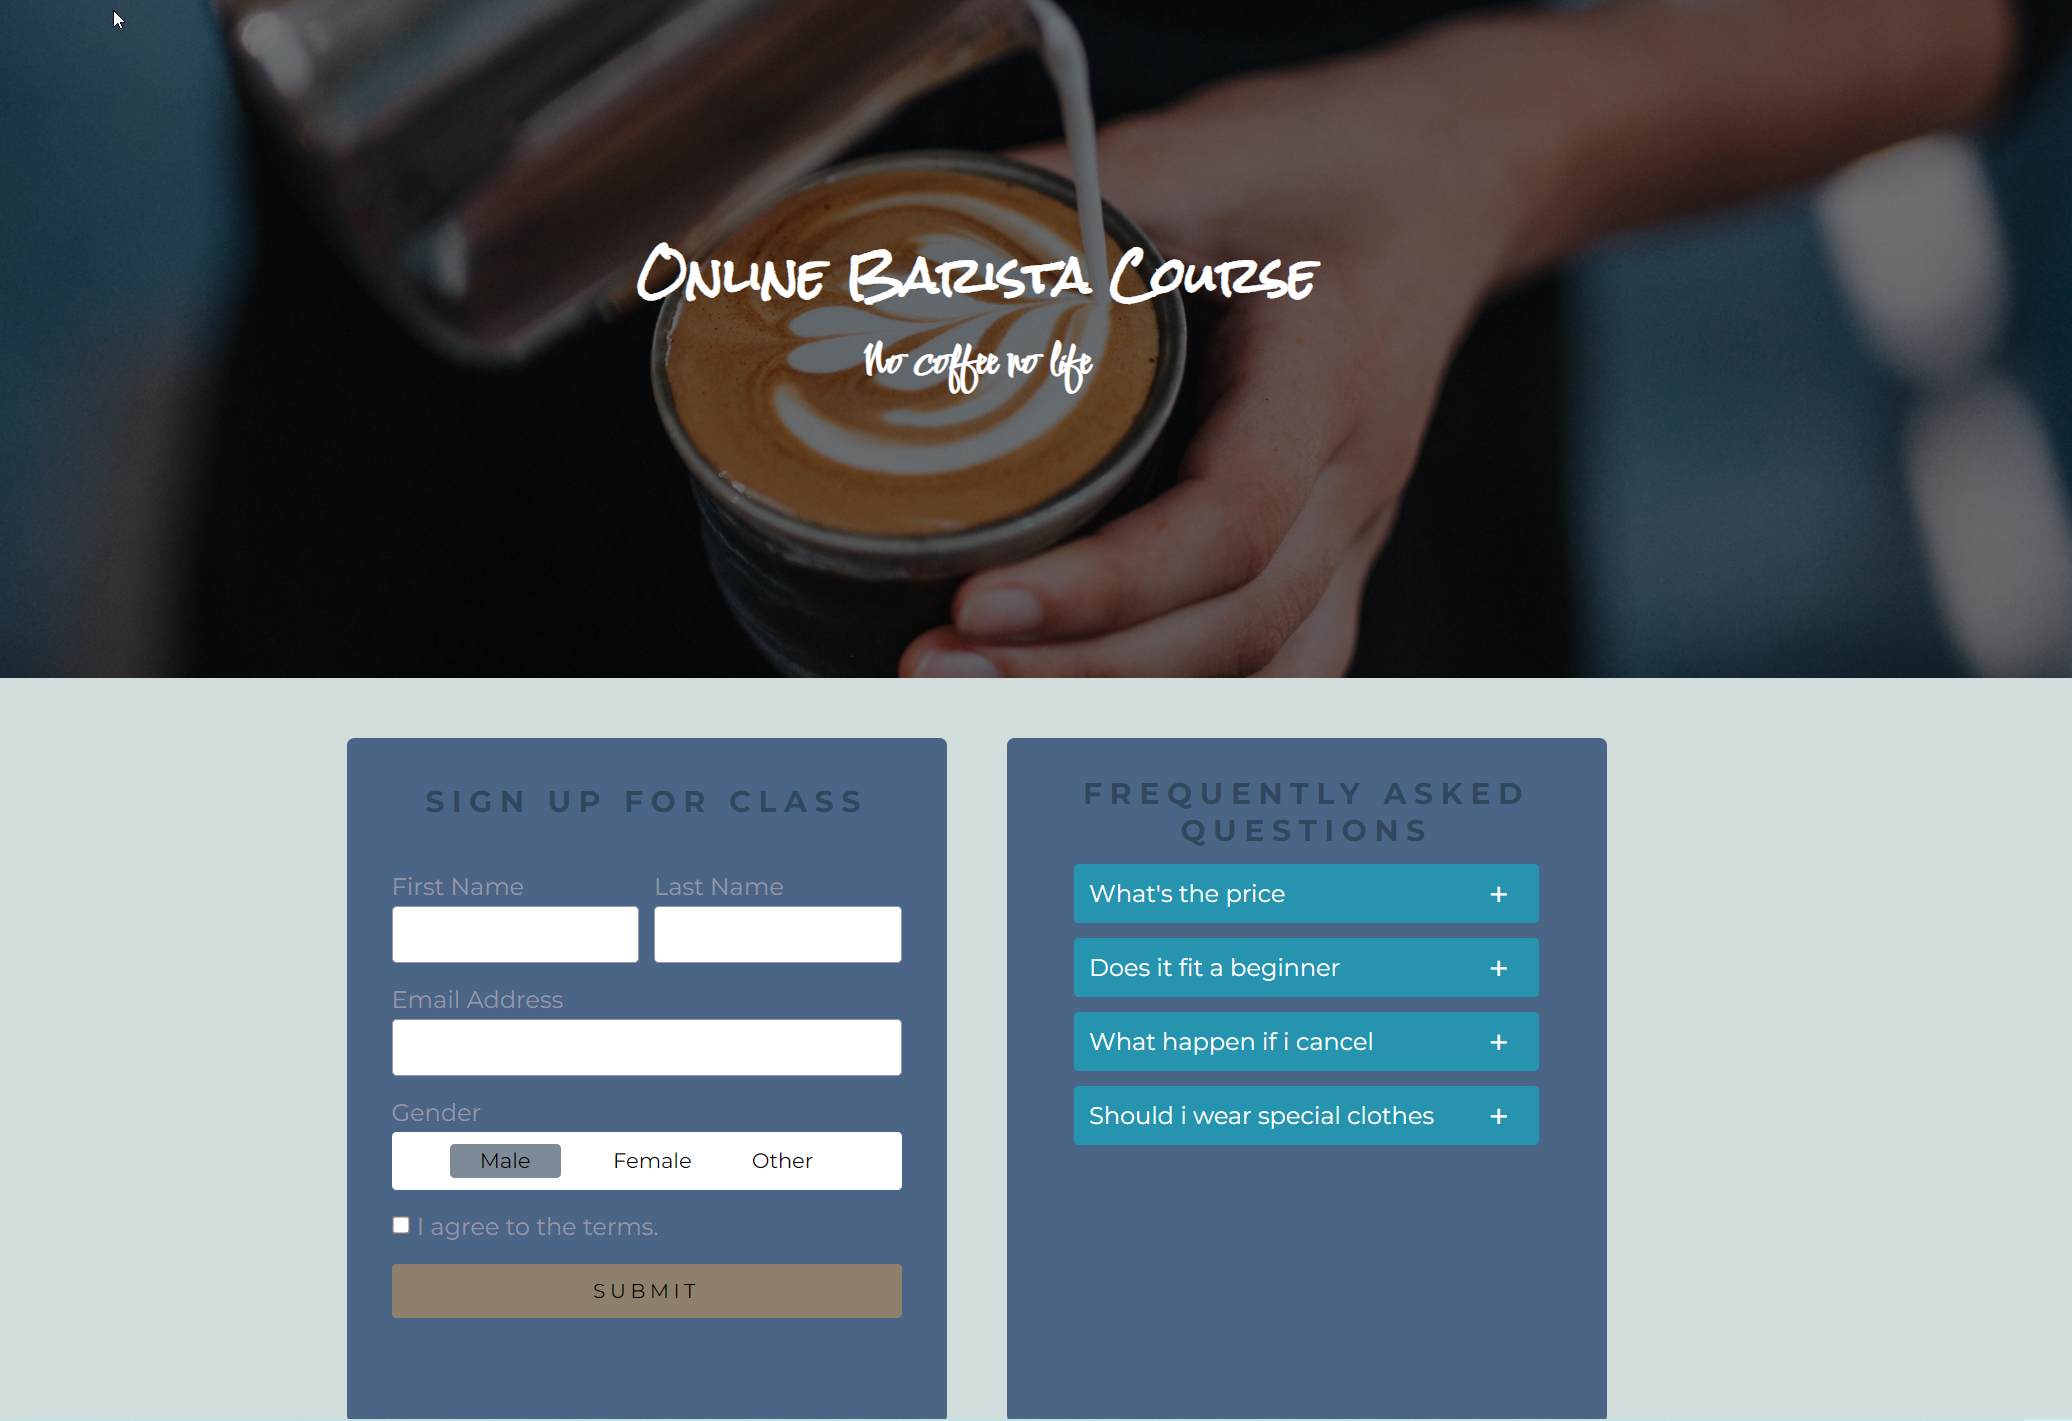 Online Barista Course
No coffee no life
SIGN UP FOR CLASS
First Name
Last Name
Email Address
Gender
Male
Female
Other
I agree to the terms.
SUBMIT
FREQUENTLY ASKED
QUESTIONS
What's the price +
Does it fit a beginner +
What happen if i cancel +
Should i wear special clothes +